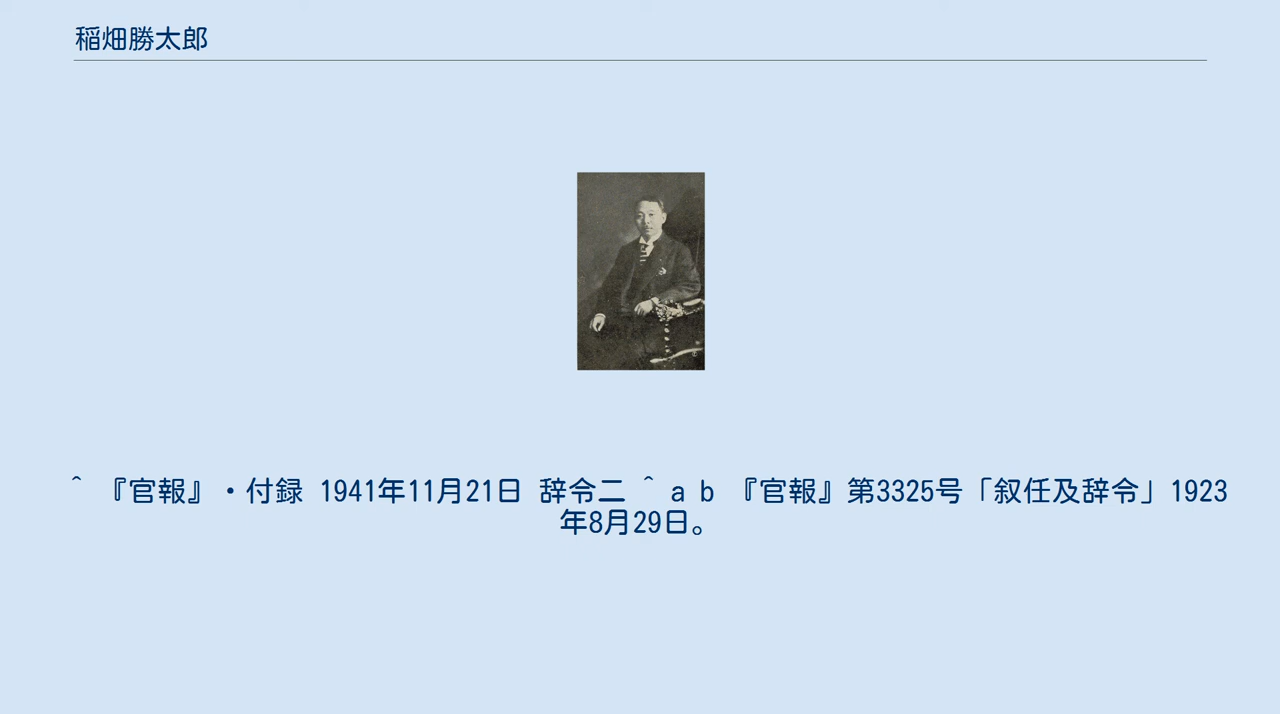 稲畑勝太郎
^ 『官報』・付録 1941年11月21日 辞令二 ^ a b 『官報』第3325号「叙任及辞令」1923
年8月29日。